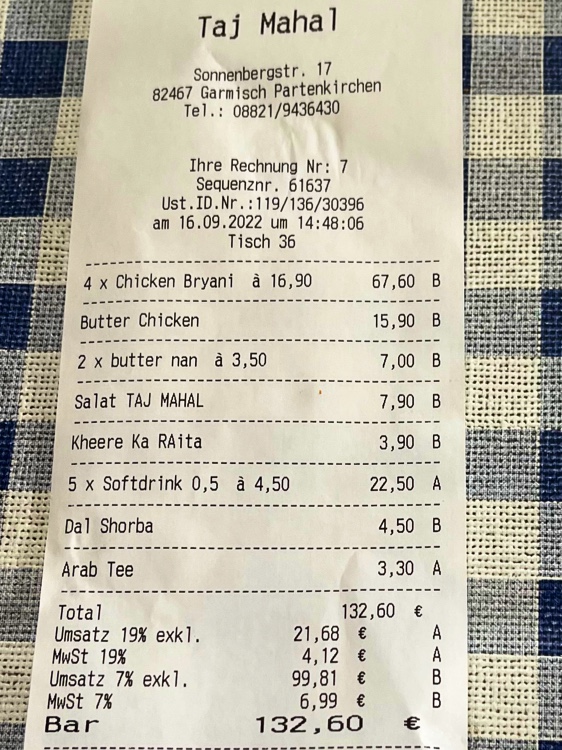 Taj Mahal
Sonnenbergstr. 17
82467 Garmisch Partenkirchen
Tel.: 08821/9436430
Ihre Rechnung Nr: 7
Sequenznr. 61637
Ust.ID.Nr.:119/136/30396
am 16.09.2022 um 14:48:06
Tisch 36
4 x Chicken Bryani à 16,90 67,60 B
Butter Chicken 15,90 B
2 x butter nan à 3,50 7,00 B
Salat TAJ MAHAL 7,90 B
Kheere Ka RAita 3,90 B
5 x Softdrink 0,5 à 4,50 22,50 A
Dal Shorba 4,50 B
Arab Tee 3,30 A
Total 132,60 €
Umsatz 19% exkl. 21,68 € A
MwSt 19% 4,12 € A
Umsatz 7% exkl. 99,81 € B
MwSt 7% 6,99 € B
Bar 132,60 €